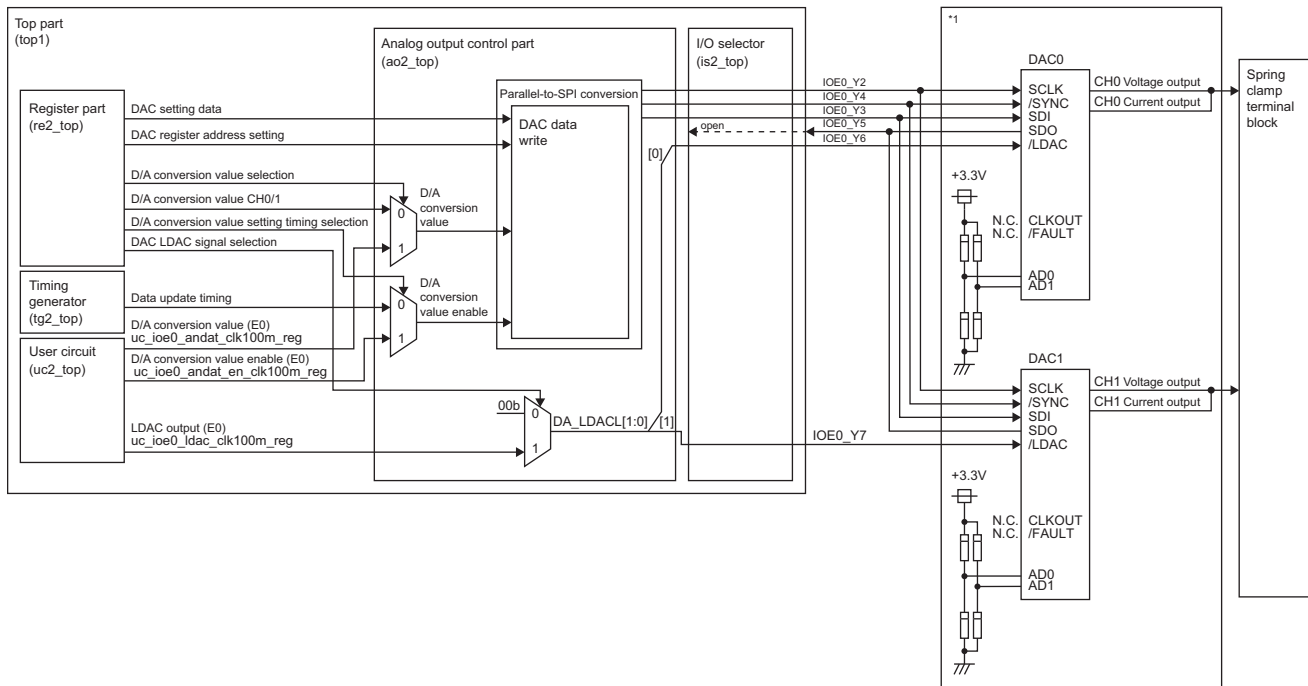 Top part
(top1)
Analog output control part
(ao2_top)
I/O selector
(is2_top)
*1
Register part
(re2_top)
DAC setting data
DAC register address setting
D/A conversion value selection
D/A conversion value CH0/1
D/A conversion value setting timing selection
DAC LDAC signal selection
Timing
generator
(tg2_top)
Data update timing
User circuit
(uc2_top)
D/A conversion value (E0)
uc_ioe0_andat_clk100m_reg
D/A conversion value enable (E0)
uc_ioe0_andat_en_clk100m_reg
LDAC output (E0)
uc_ioe0_ldac_clk100m_reg
0
1
D/A
conversion
value
0
1
D/A
conversion
value enable
00b
0
1
DA_LDACL[1:0]
[1]
[0]
Parallel-to-SPI conversion
DAC data
write
open
IOE0_Y2
IOE0_Y4
IOE0_Y3
IOE0_Y5
IOE0_Y6
IOE0_Y7
DAC0
SCLK
/SYNC
SDI
SDO
/LDAC
CH0 Voltage output
CH0 Current output
+3.3V
N.C. CLKOUT
N.C. /FAULT
AD0
AD1
DAC1
SCLK
/SYNC
SDI
SDO
/LDAC
CH1 Voltage output
CH1 Current output
+3.3V
N.C. CLKOUT
N.C. /FAULT
AD0
AD1
Spring
clamp
terminal
block